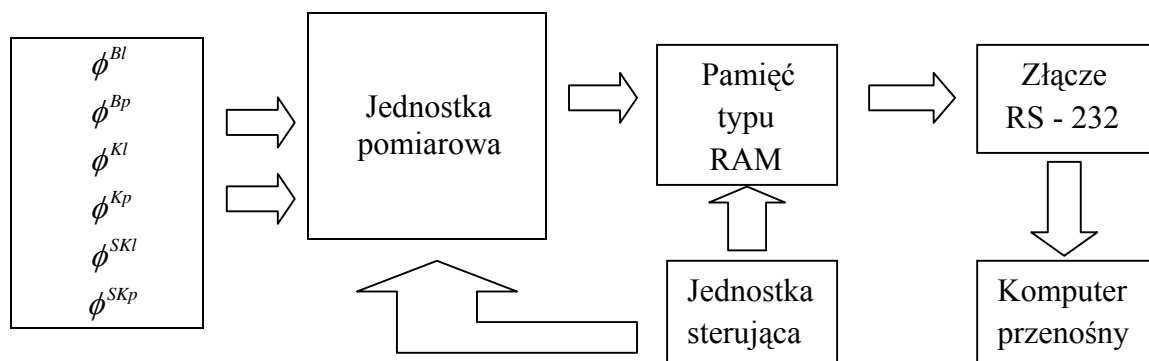 ϕ^Bl
ϕ^Bp
ϕ^Kl
ϕ^Kp
ϕ^SKl
ϕ^SKp
Jednostka
pomiarowa
Pamięć
typu
RAM
Złącze
RS - 232
Jednostka
sterująca
Komputer
przenośny